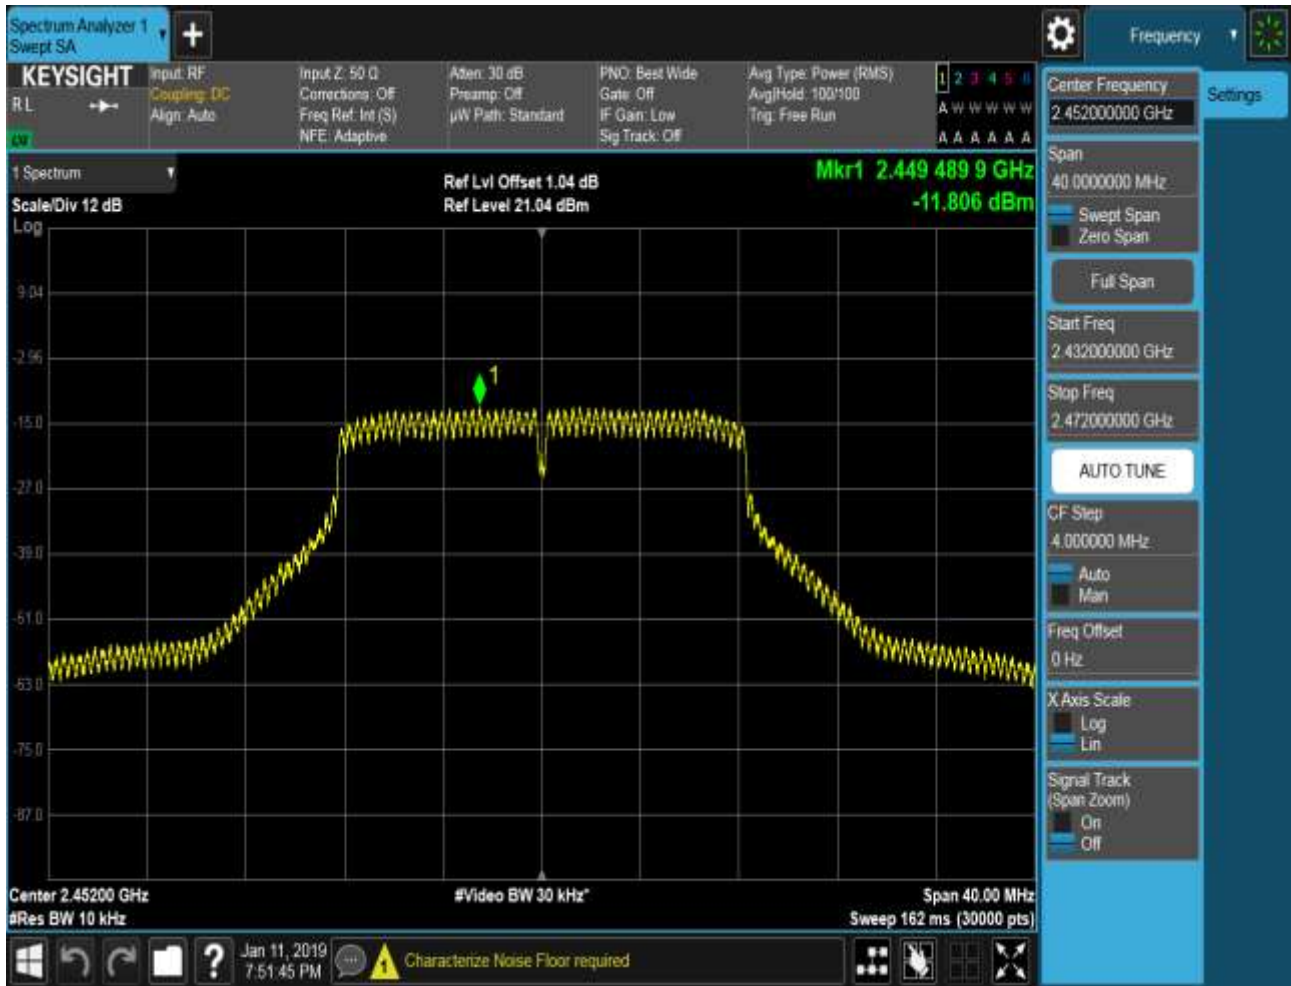 Spectrum Analyzer 1
Swept SA
+
Frequency
KEYSIGHT
RL
Input: RF
Coupling: DC
Align: Auto
Input Z: 50 Ω
Corrections: Off
Freq Ref: Int (S)
NFE: Adaptive
Atten: 30 dB
Preamp: Off
µW Path: Standard
PNO: Best Wide
Gate: Off
IF Gain: Low
Sig Track: Off
Avg Type: Power (RMS)
Avg|Hold: 100/100
Trig: Free Run
1 2 3 4 5 6
A W W W W W
A A A A A A
Center Frequency
2.452000000 GHz
Settings
Span
40.0000000 MHz
Swept Span
Zero Span
Full Span
Start Freq
2.432000000 GHz
Stop Freq
2.472000000 GHz
AUTO TUNE
CF Step
4.000000 MHz
Auto
Man
Freq Offset
0 Hz
X Axis Scale
Log
Lin
Signal Track
(Span Zoom)
On
Off
1 Spectrum
Scale/Div 12 dB
Log
Ref Lvl Offset 1.04 dB
Ref Level 21.04 dBm
Mkr1 2.449 489 9 GHz
-11.806 dBm
9.04
-2.96
1
-15.0
-27.0
-39.0
-51.0
-63.0
-75.0
-87.0
Center 2.45200 GHz
#Res BW 10 kHz
#Video BW 30 kHz*
Span 40.00 MHz
Sweep 162 ms (30000 pts)
?
Jan 11, 2019
7:51:45 PM
1
Characterize Noise Floor required